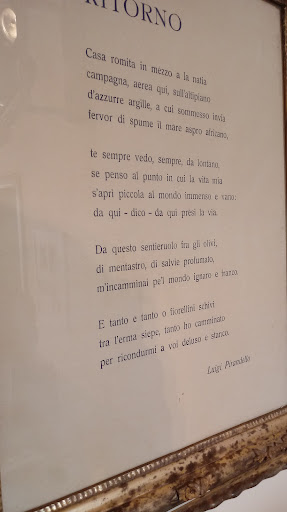 RITORNO
Casa romita in mezzo a la natia
campagna, aerea qui, sull'altipiano
d'azzurre argille, a cui sommesso invia
fervor di spume il mare aspro africano,
te sempre vedo, sempre, da lontano,
se penso al punto in cui la vita mia
s'aprì piccola al mondo immenso e vano:
da qui - dico - da qui presi la via.
Da questo sentieruolo fra gli olivi,
di mentastro, di salvie profumato,
m'incamminai pe'l mondo ignaro e franco.
E tanto e tanto o fiorellini schivi
tra l'erma siepe, tanto ho camminato
per ricondurmi a voi deluso e stanco.
Luigi Pirandello